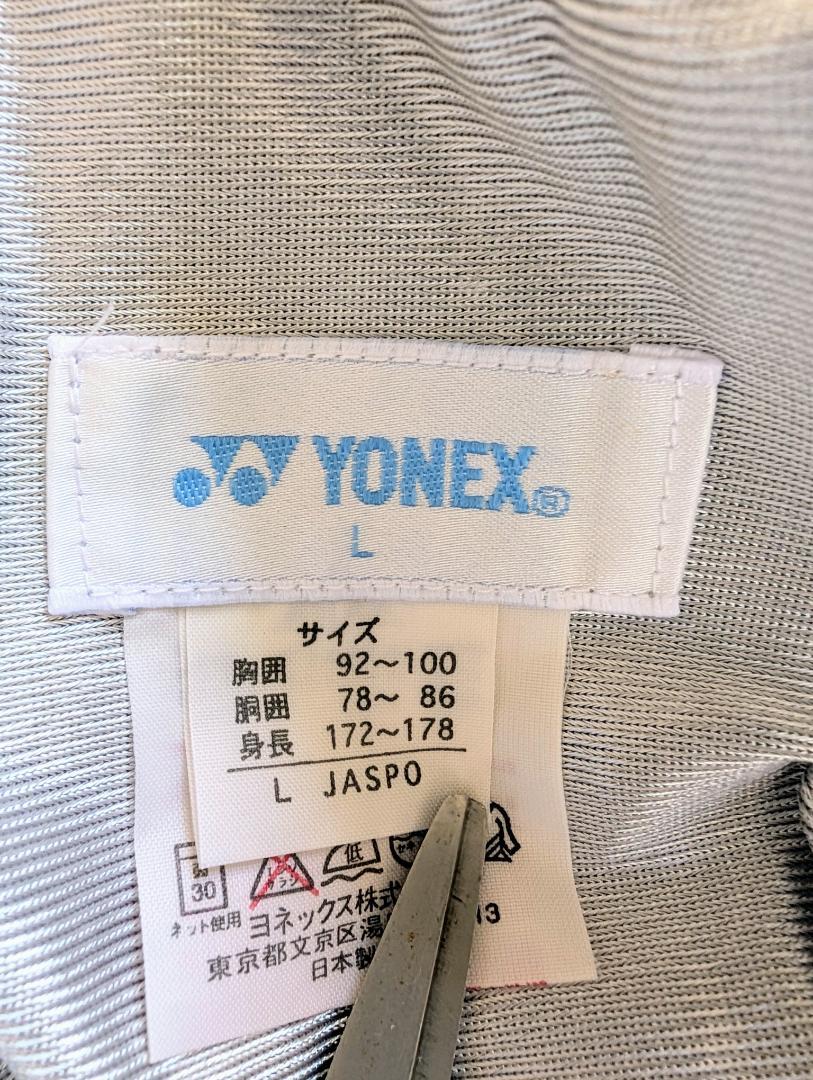 YONEX®
L
サイズ
胸囲 92～100
胴囲 78～ 86
身長 172～178
L JASPO
30
低
ネット使用
ヨネックス株式
13
東京都文京区湯
日本製